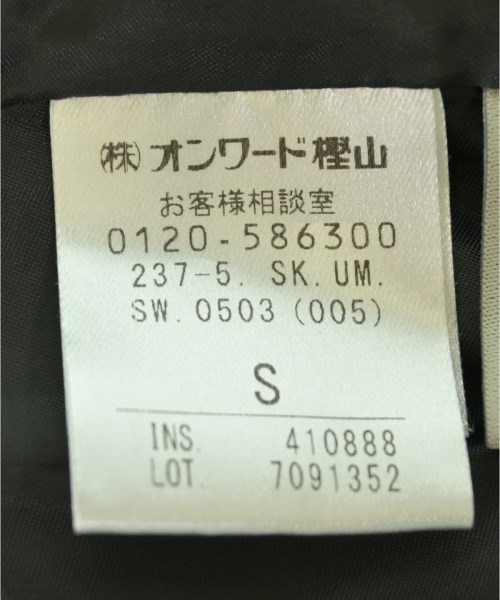 (株)オンワード樫山
お客様相談室
0120-586300
237-5. SK. UM.
SW. 0503 (005)
S
INS. 410888
LOT. 7091352